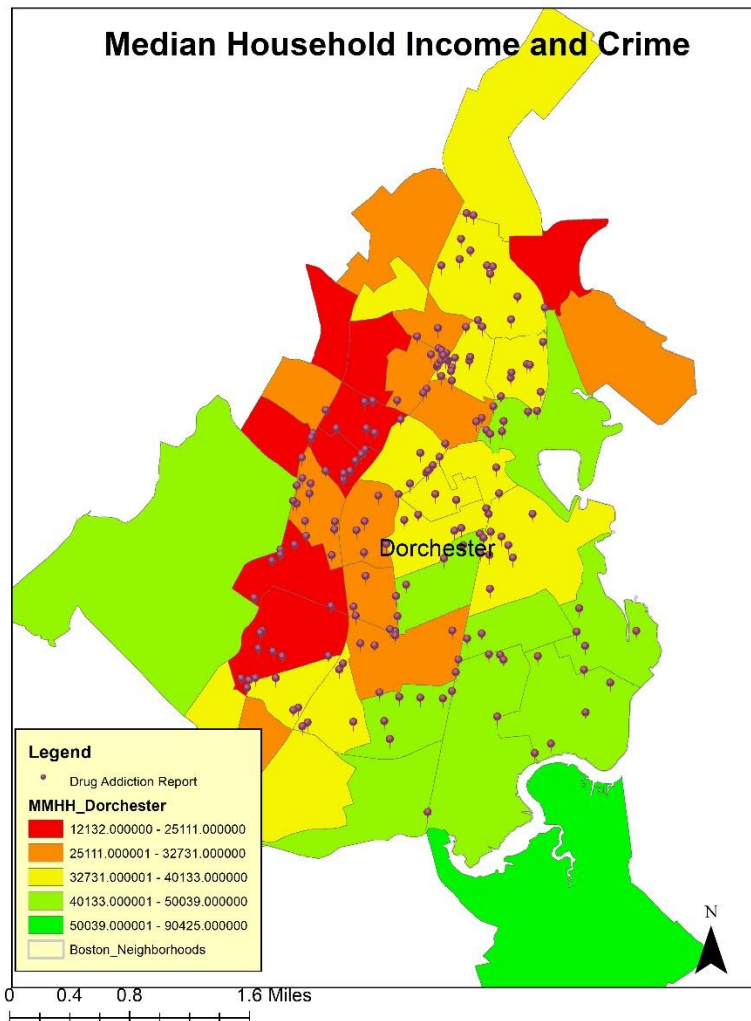 Median Household Income and Crime
Dorchester
Legend
Drug Addiction Report
MMHH_Dorchester
12132.000000 - 25111.000000
25111.000001 - 32731.000000
32731.000001 - 40133.000000
40133.000001 - 50039.000000
50039.000001 - 90425.000000
Boston_Neighborhoods
N
0 0.4 0.8 1.6 Miles